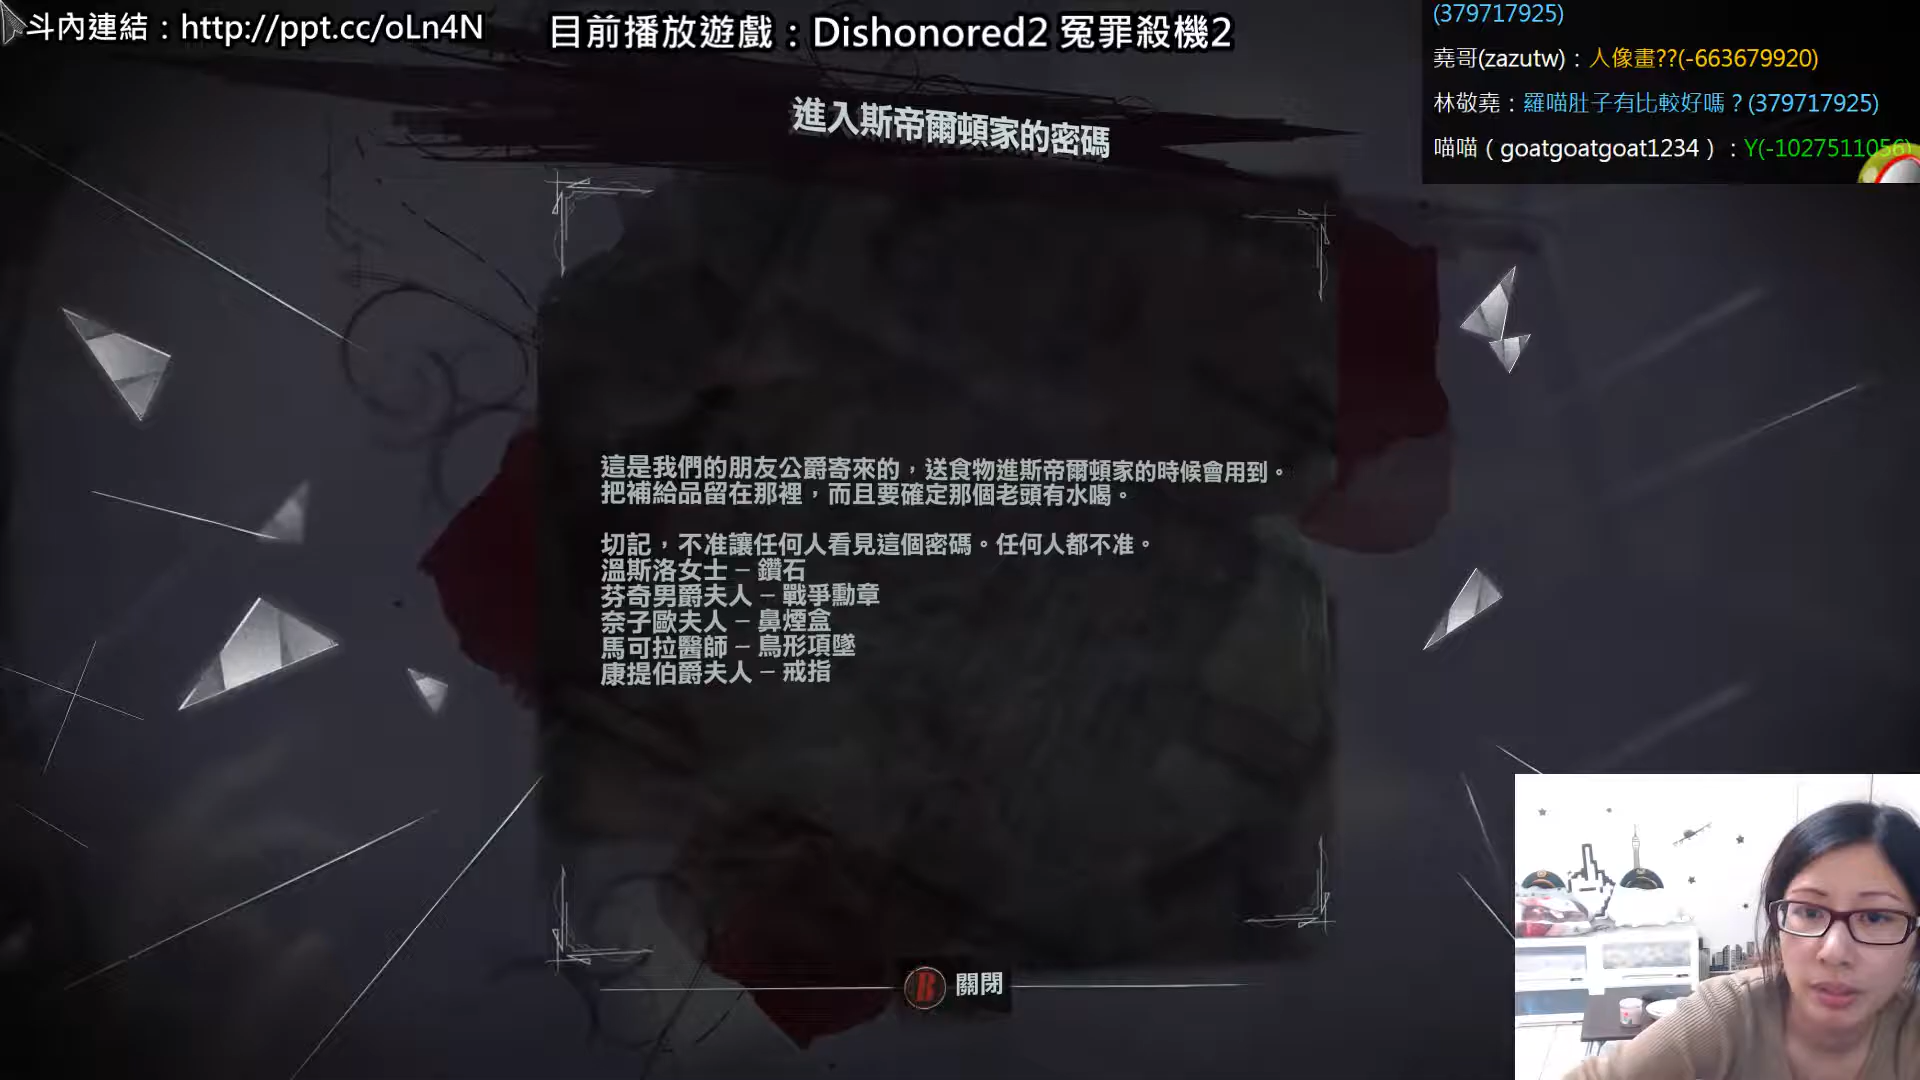 斗內連結：http://ppt.cc/oLn4N
目前播放遊戲：Dishonored2 冤罪殺機2
(379717925)
堯哥(zazutw)：人像畫??(-663679920)
林敬堯：羅喵肚子有比較好嗎？(379717925)
喵喵（goatgoatgoat1234）：Y(-1027511056)
進入斯帝爾頓家的密碼
這是我們的朋友公爵寄來的，送食物進斯帝爾頓家的時候會用到。
把補給品留在那裡，而且要確定那個老頭有水喝。
切記，不准讓任何人看見這個密碼。任何人都不准。
溫斯洛女士－鑽石
芬奇男爵夫人－戰爭勳章
奈子歐夫人－鼻煙盒
馬可拉醫師－鳥形項墜
康提伯爵夫人－戒指
B 關閉